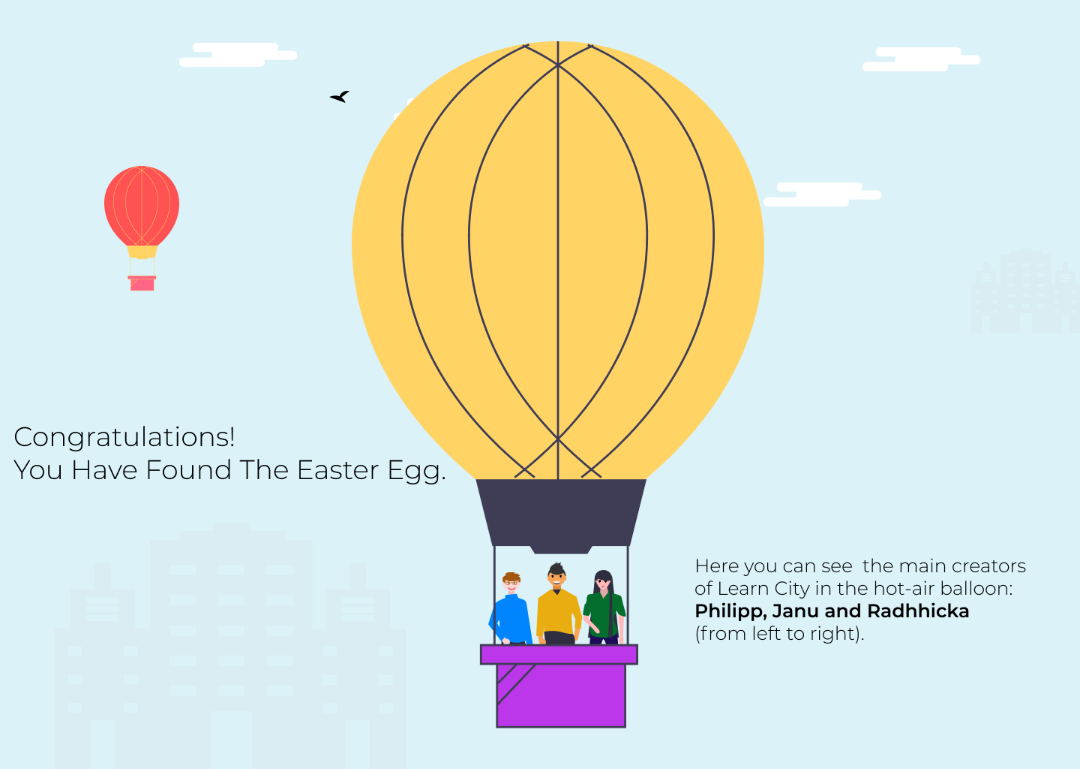 Congratulations!
You Have Found The Easter Egg.
Here you can see the main creators
of Learn City in the hot-air balloon:
Philipp, Janu and Radhhicka
(from left to right).